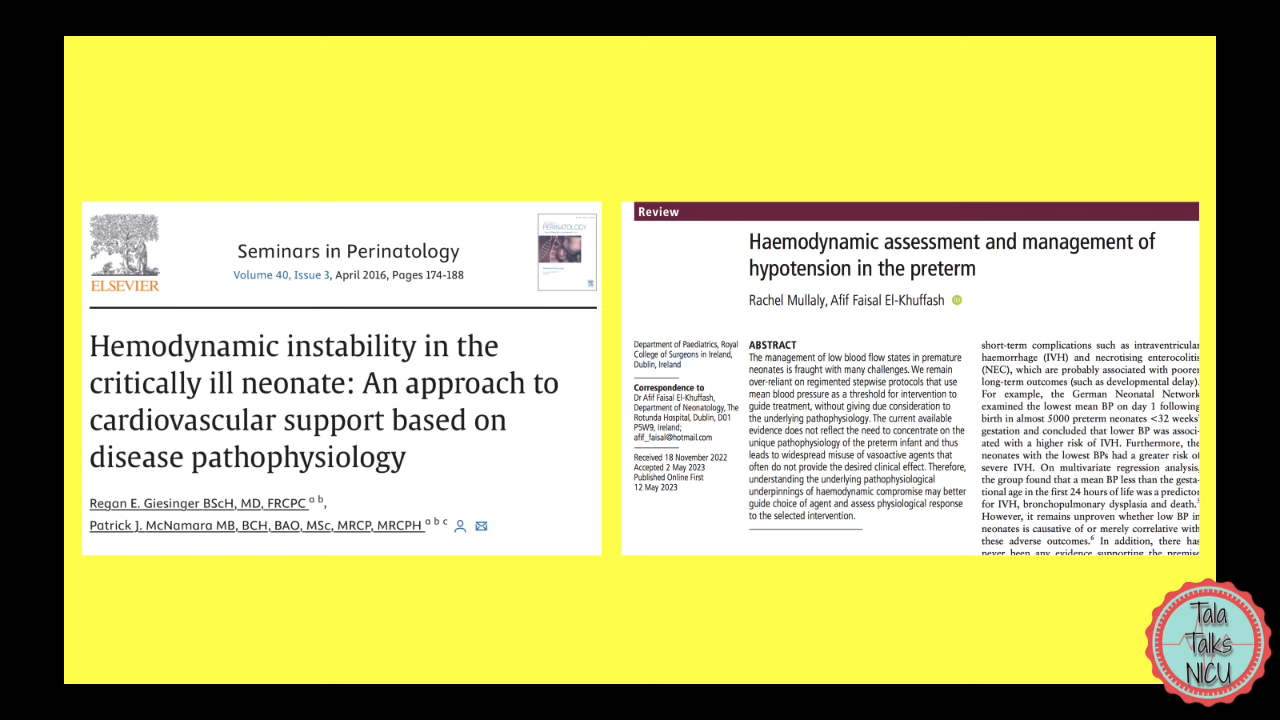 ELSEVIER
Seminars in Perinatology
Volume 40, Issue 3, April 2016, Pages 174-188
PERINATOLOGY
Hemodynamic instability in the
critically ill neonate: An approach to
cardiovascular support based on
disease pathophysiology
Regan E. Giesinger BScH, MD, FRCPC a b,
Patrick J. McNamara MB, BCH, BAO, MSc, MRCP, MRCPH a b c
Review
Haemodynamic assessment and management of
hypotension in the preterm
Rachel Mullaly, Afif Faisal El-Khuffash
Department of Paediatrics, Royal
College of Surgeons in Ireland,
Dublin, Ireland
Correspondence to
Dr Afif Faisal El-Khuffash,
Department of Neonatology, The
Rotunda Hospital, Dublin, D01
P5W9, Ireland;
afif_faisal@hotmail.com
Received 18 November 2022
Accepted 2 May 2023
Published Online First
12 May 2023
ABSTRACT
The management of low blood flow states in premature
neonates is fraught with many challenges. We remain
over-reliant on regimented stepwise protocols that use
mean blood pressure as a threshold for intervention to
guide treatment, without giving due consideration to
the underlying pathophysiology. The current available
evidence does not reflect the need to concentrate on the
unique pathophysiology of the preterm infant and thus
leads to widespread misuse of vasoactive agents that
often do not provide the desired clinical effect. Therefore,
understanding the underlying pathophysiological
underpinnings of haemodynamic compromise may better
guide choice of agent and assess physiological response
to the selected intervention.
short-term complications such as intraventricular
haemorrhage (IVH) and necrotising enterocolitis
(NEC), which are probably associated with poorer
long-term outcomes (such as developmental delay).
For example, the German Neonatal Network
examined the lowest mean BP on day 1 following
birth in almost 5000 preterm neonates <32 weeks'
gestation and concluded that lower BP was associ-
ated with a higher risk of IVH. Furthermore, the
neonates with the lowest BPs had a greater risk of
severe IVH. On multivariate regression analysis,
the group found that a mean BP less than the gesta-
tional age in the first 24 hours of life was a predictor
for IVH, bronchopulmonary dysplasia and death.5
However, it remains unproven whether low BP in
neonates is causative of or merely correlative with
these adverse outcomes.6 In addition, there has
never been any evidence supporting the premise
Tala
Talks
NICU